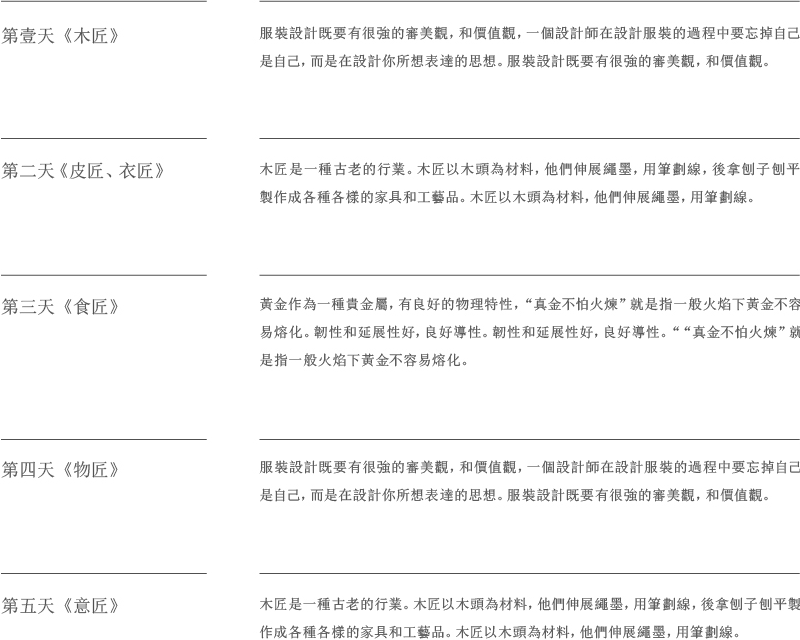 第壹天《木匠》
服裝設計既要有很強的審美觀，和價值觀，一個設計師在設計服裝的過程中要忘掉自己
是自己，而是在設計你所想表達的思想。服裝設計既要有很強的審美觀，和價值觀。
第二天《皮匠、衣匠》
木匠是一種古老的行業。木匠以木頭為材料，他們伸展繩墨，用筆劃線，後拿刨子刨平
製作成各種各樣的家具和工藝品。木匠以木頭為材料，他們伸展繩墨，用筆劃線。
第三天《食匠》
黃金作為一種貴金屬，有良好的物理特性，“真金不怕火煉”就是指一般火焰下黃金不容
易熔化。韌性和延展性好，良好導性。韌性和延展性好，良好導性。““真金不怕火煉”就
是指一般火焰下黃金不容易熔化。
第四天《物匠》
服裝設計既要有很強的審美觀，和價值觀，一個設計師在設計服裝的過程中要忘掉自己
是自己，而是在設計你所想表達的思想。服裝設計既要有很強的審美觀，和價值觀。
第五天《意匠》
木匠是一種古老的行業。木匠以木頭為材料，他們伸展繩墨，用筆劃線，後拿刨子刨平製
作成各種各樣的家具和工藝品。木匠以木頭為材料，他們伸展繩墨，用筆劃線。